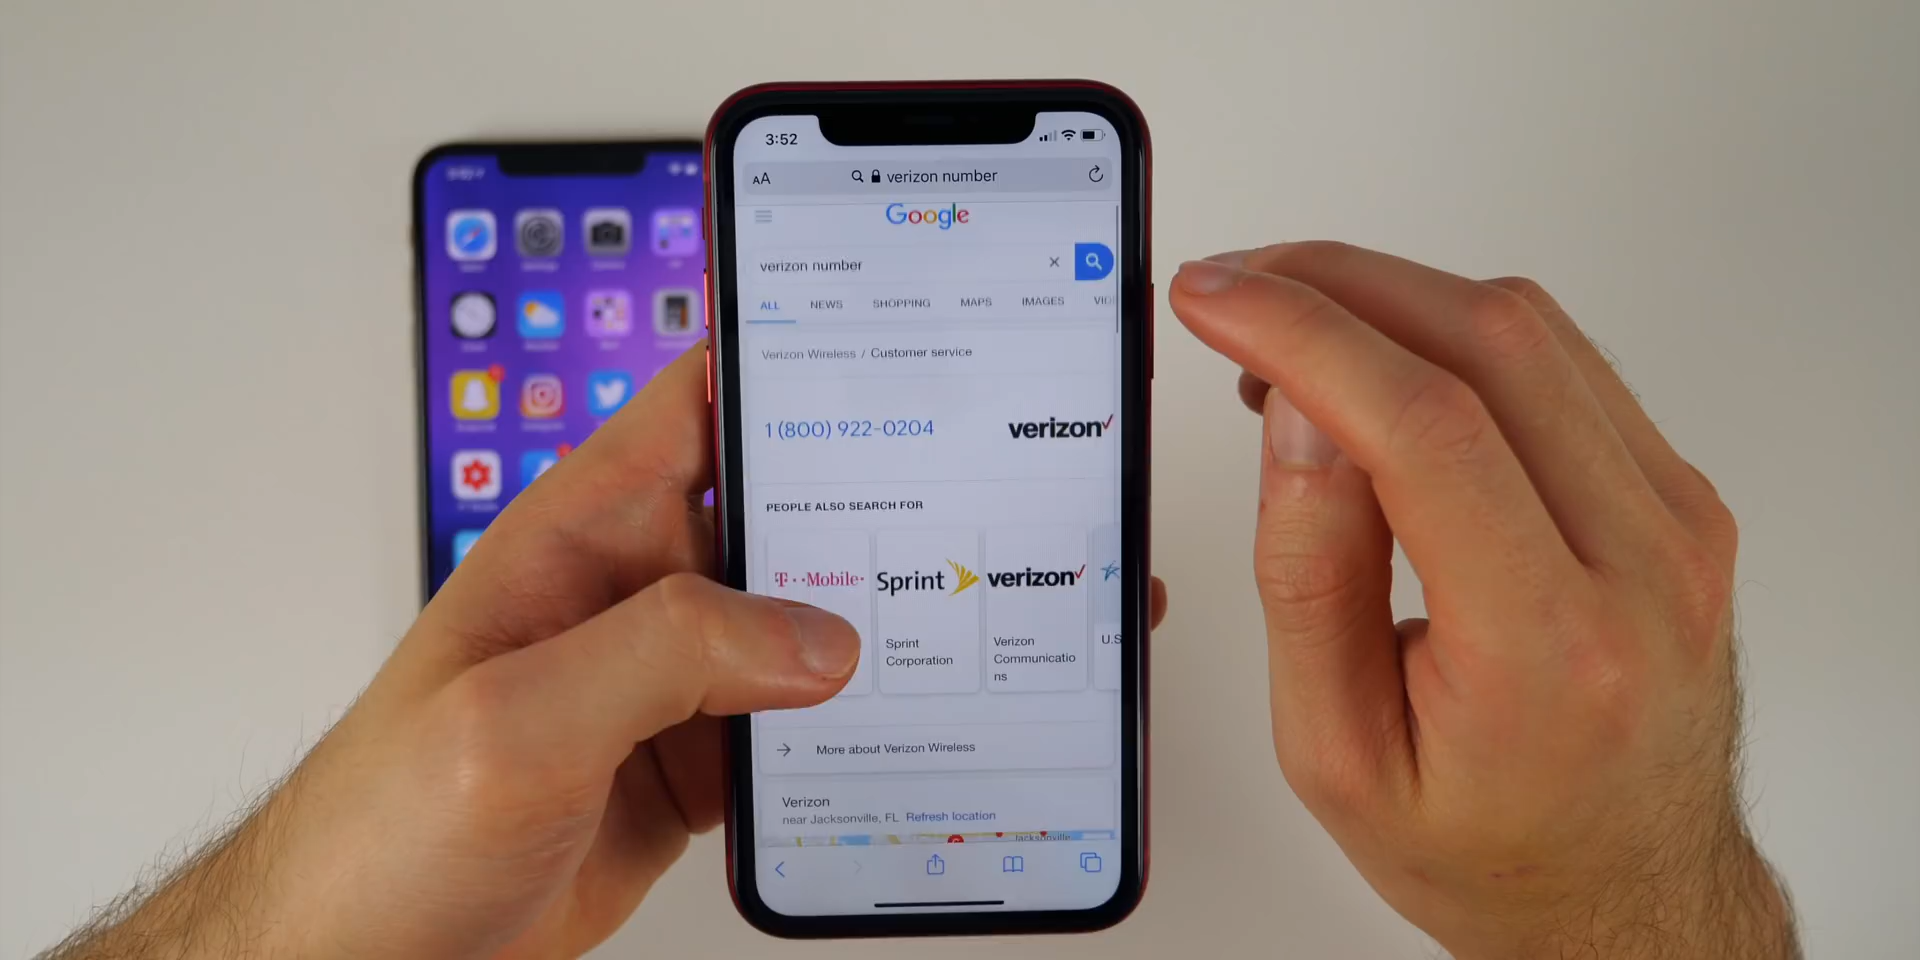 3:52
AA verizon number
Google
verizon number
ALL NEWS SHOPPING MAPS IMAGES VID
Verizon Wireless / Customer service
1 (800) 922-0204 verizon
PEOPLE ALSO SEARCH FOR
T··Mobile· Sprint verizon
Sprint Corporation
Verizon Communicatio
ns
U.S
→ More about Verizon Wireless
Verizon
near Jacksonville, FL Refresh location
Jacksonville